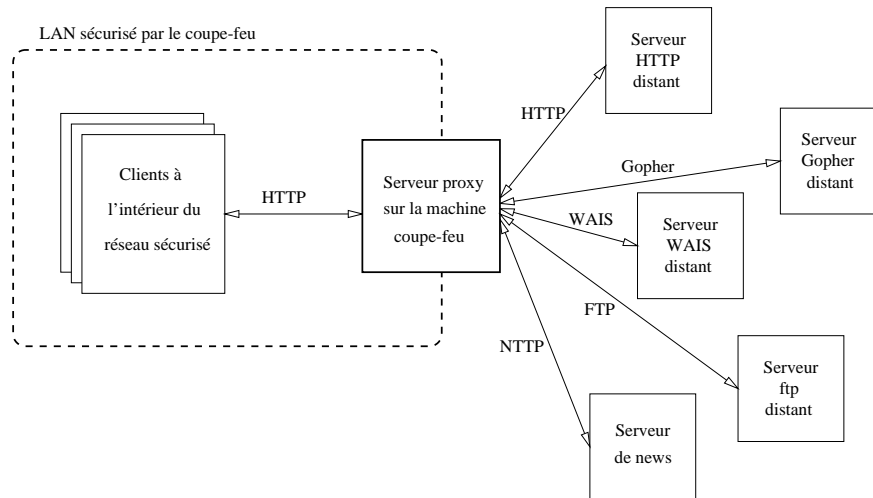 LAN sécurisé par le coupe-feu
Clients à
l'intérieur du
réseau sécurisé
HTTP
Serveur proxy
sur la machine
coupe-feu
HTTP
Serveur
HTTP
distant
Gopher
Serveur
Gopher
distant
WAIS
Serveur
WAIS
distant
FTP
Serveur
ftp
distant
NTTP
Serveur
de news